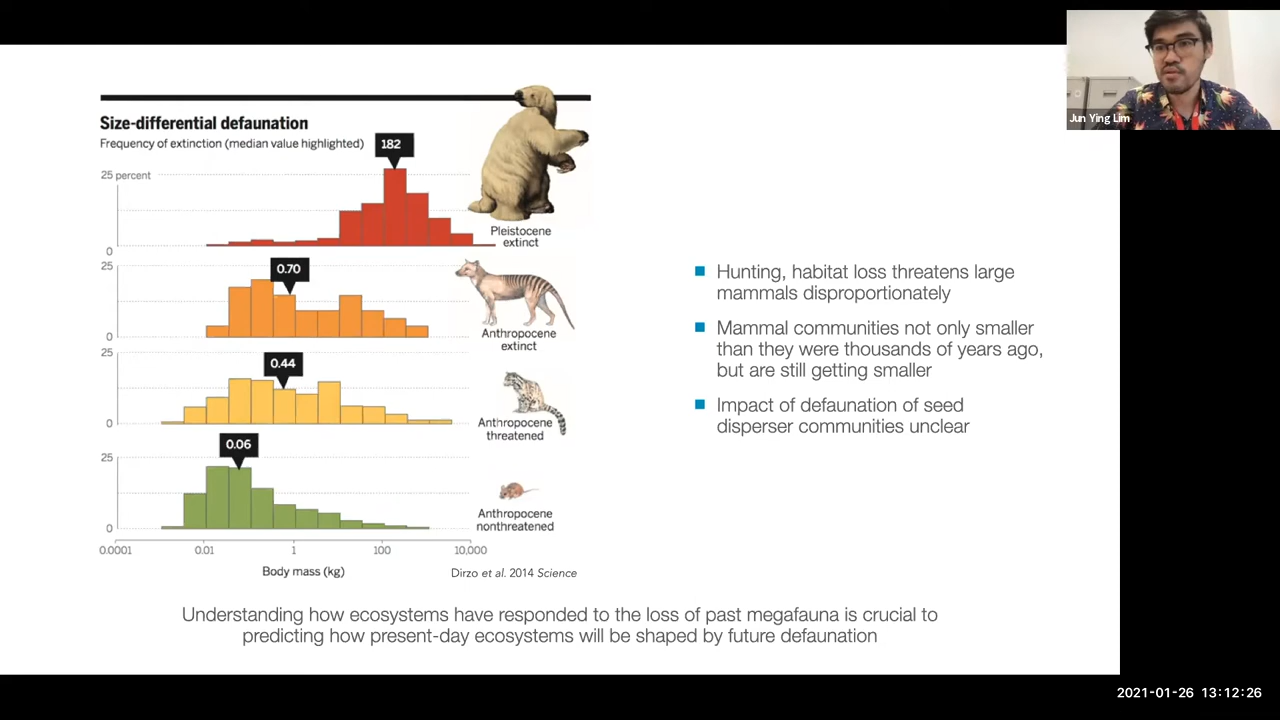 Jun Ying Lim
Size-differential defaunation
Frequency of extinction (median value highlighted)
182
25 percent
0
Pleistocene
extinct
25
0.70
0
Anthropocene
extinct
25
0.44
0
Anthropocene
threatened
0.06
25
0
Anthropocene
nonthreatened
0.0001 0.01 1 100 10,000
Body mass (kg)
Dirzo et al. 2014 Science
Hunting, habitat loss threatens large
mammals disproportionately
Mammal communities not only smaller
than they were thousands of years ago,
but are still getting smaller
Impact of defaunation of seed
disperser communities unclear
Understanding how ecosystems have responded to the loss of past megafauna is crucial to
predicting how present-day ecosystems will be shaped by future defaunation
2021-01-26 13:12:26